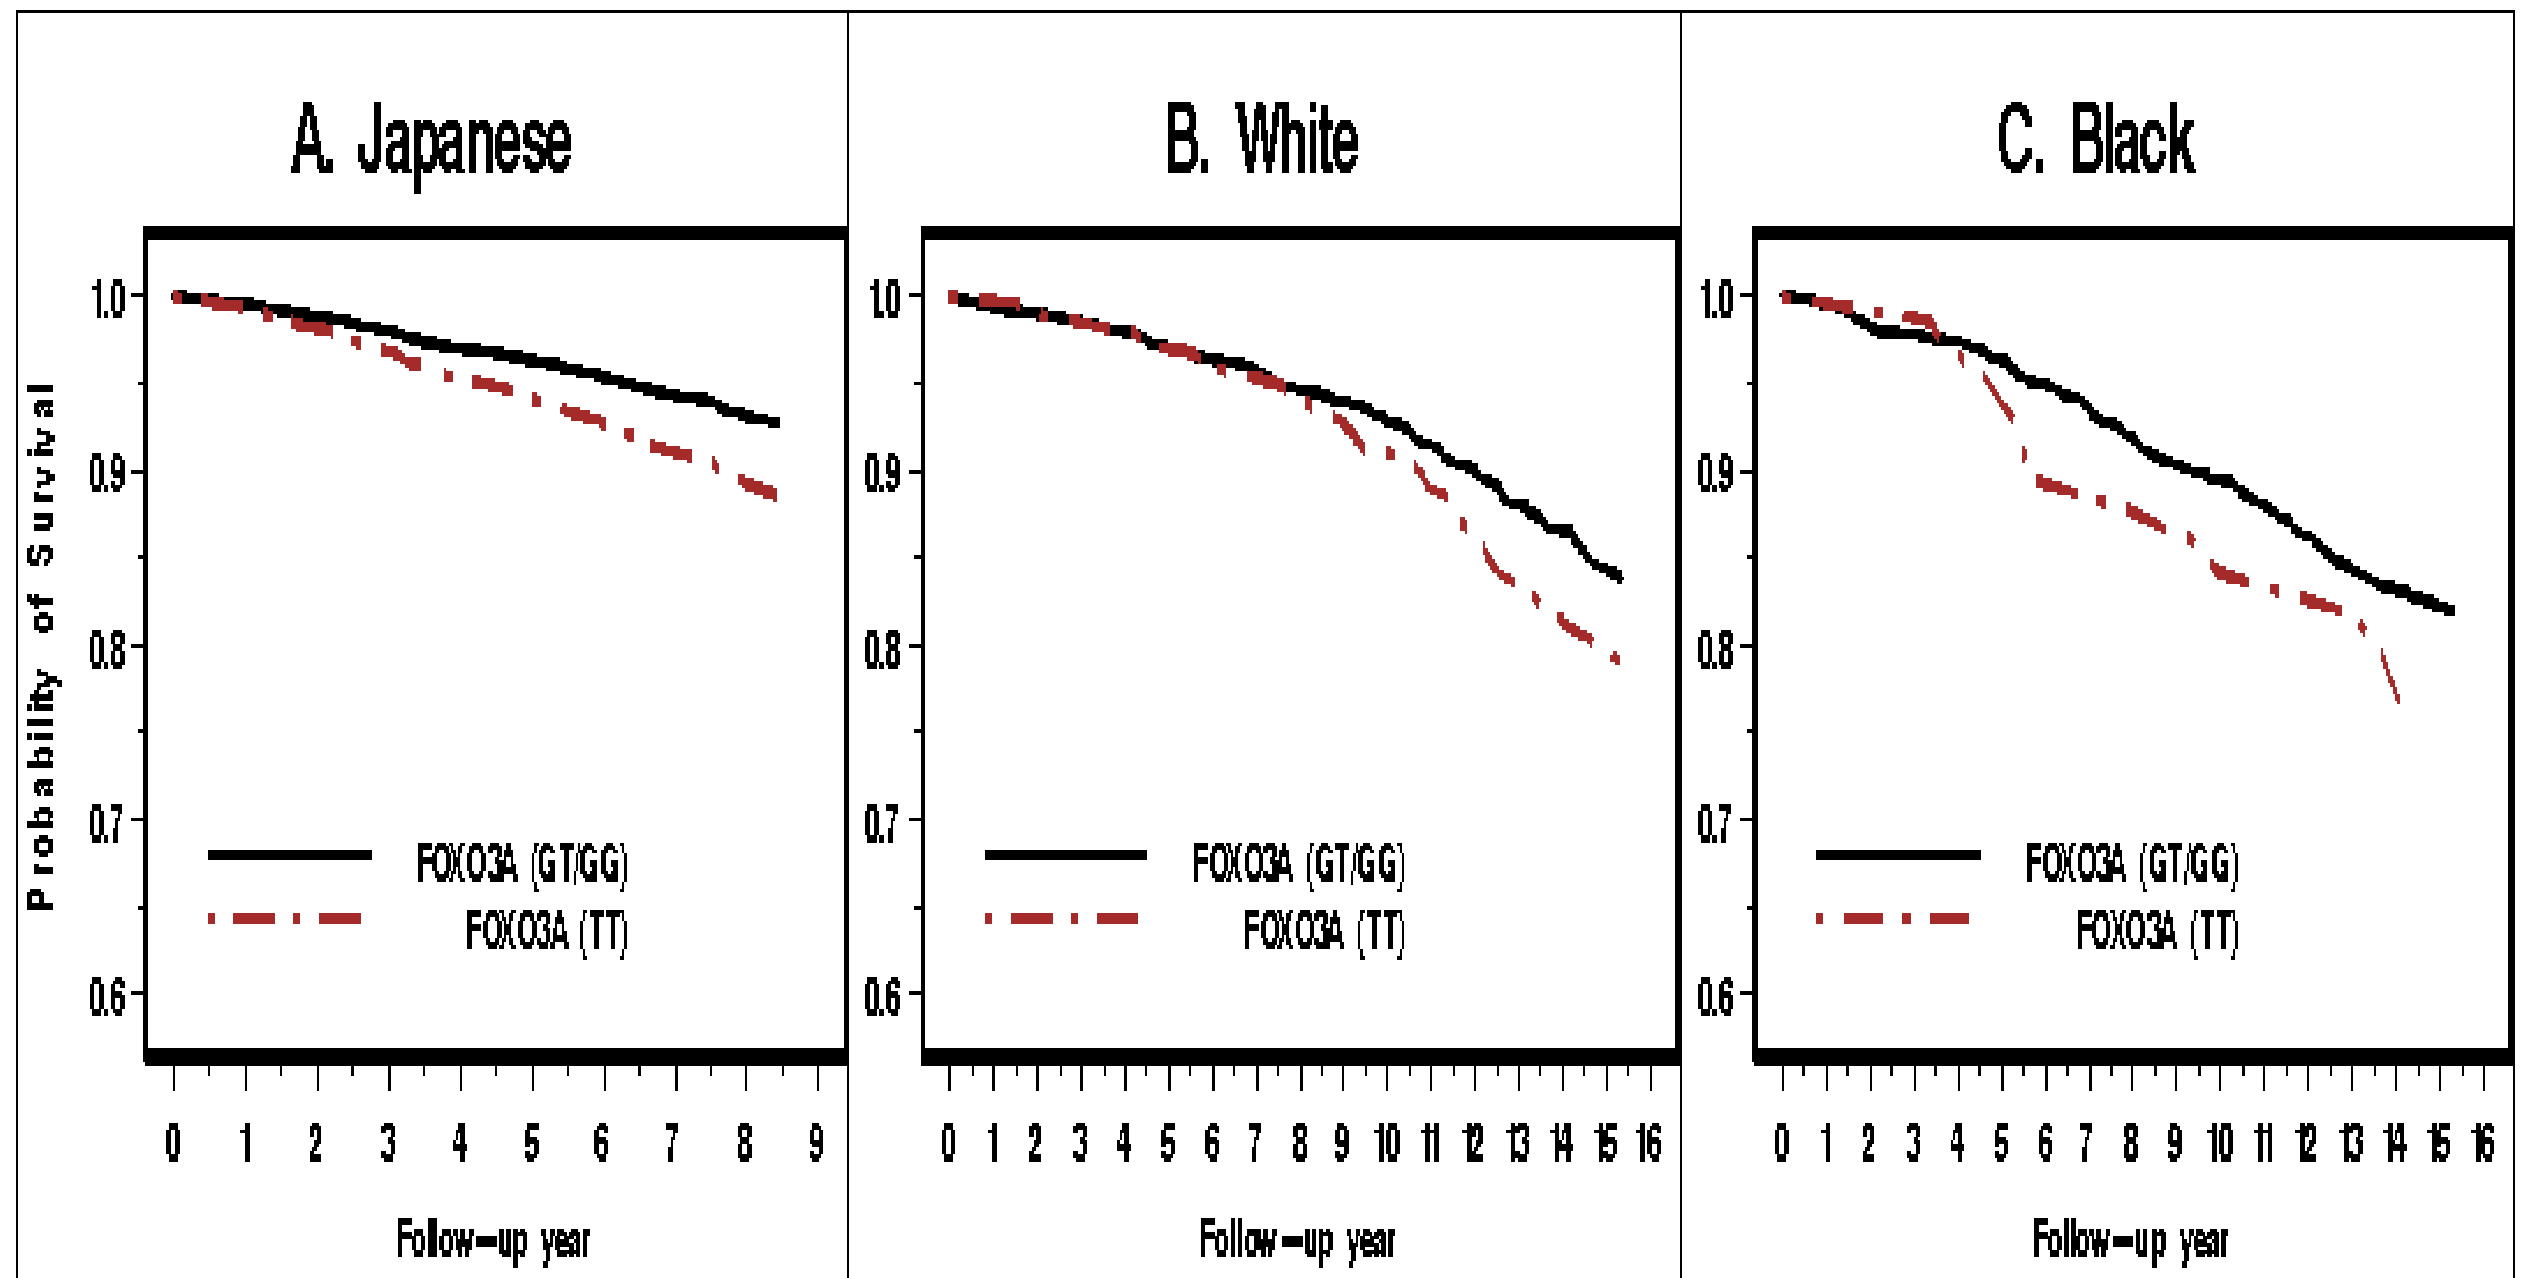 A. Japanese
B. White
C. Black
Probability of Survival
1.0
0.9
0.8
0.7
0.6
FOXO3A (GT/GG)
FOXO3A (TT)
0 1 2 3 4 5 6 7 8 9
Follow-up year
1.0
0.9
0.8
0.7
0.6
FOXO3A (GT/GG)
FOXO3A (TT)
0 1 2 3 4 5 6 7 8 9 10 11 12 13 14 15 16
Follow-up year
1.0
0.9
0.8
0.7
0.6
FOXO3A (GT/GG)
FOXO3A (TT)
0 1 2 3 4 5 6 7 8 9 10 11 12 13 14 15 16
Follow-up year